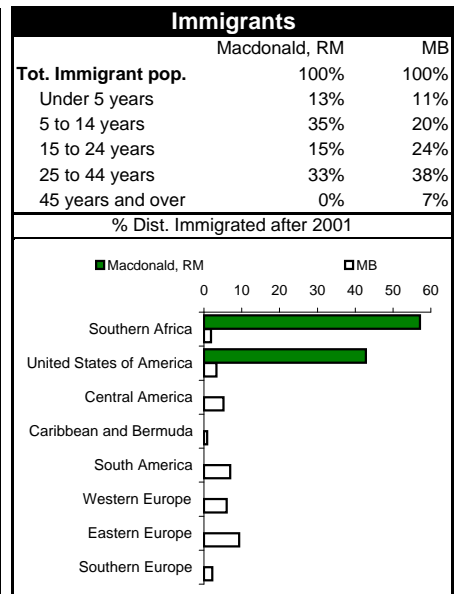 Immigrants
Macdonald, RM MB
Tot. Immigrant pop. 100% 100%
Under 5 years 13% 11%
5 to 14 years 35% 20%
15 to 24 years 15% 24%
25 to 44 years 33% 38%
45 years and over 0% 7%
% Dist. Immigrated after 2001
Macdonald, RM MB
0 10 20 30 40 50 60
Southern Africa
United States of America
Central America
Caribbean and Bermuda
South America
Western Europe
Eastern Europe
Southern Europe